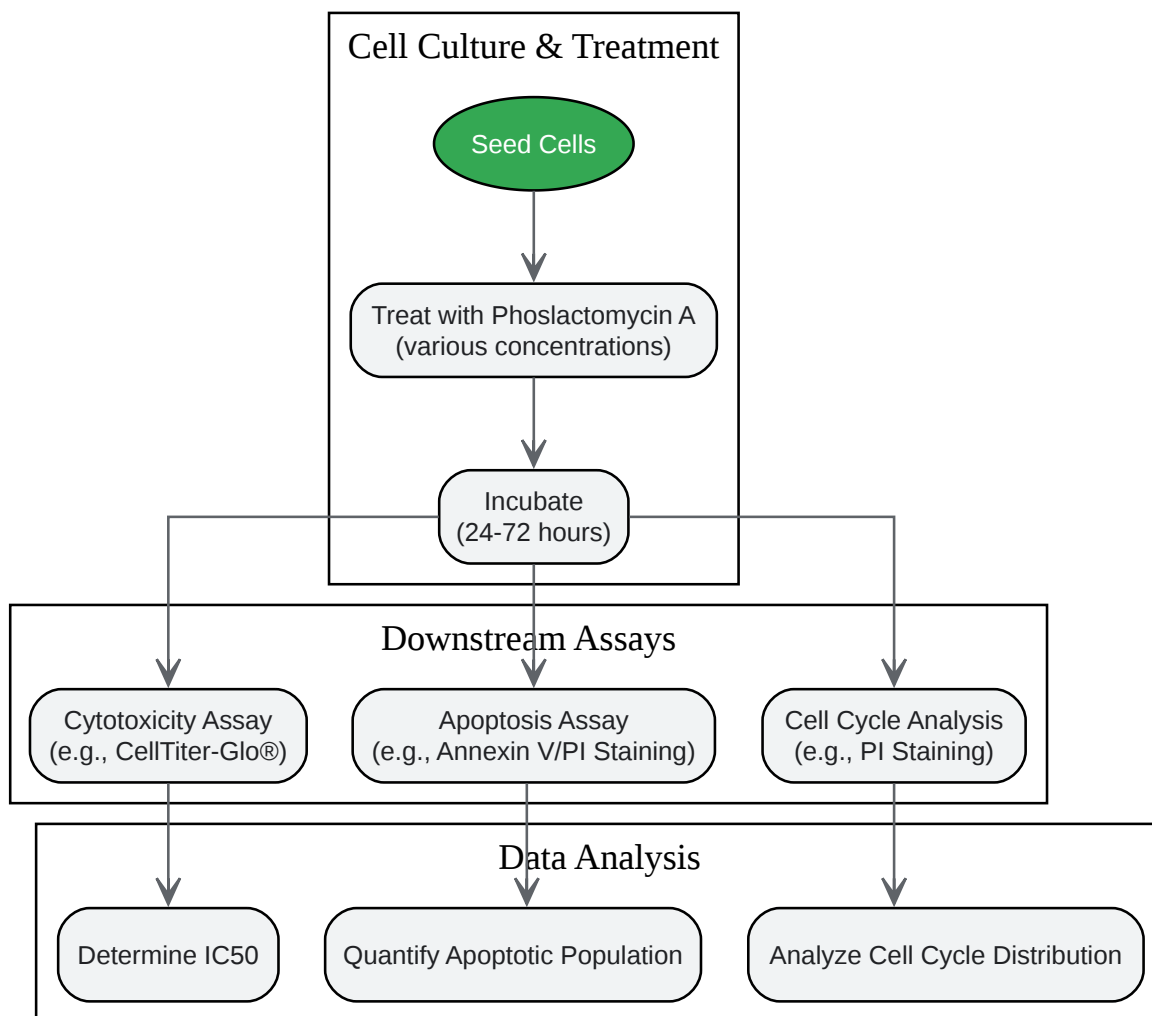 Cell Culture & Treatment
Seed Cells
Treat with Phoslactomycin A
(various concentrations)
Incubate
(24-72 hours)
Downstream Assays
Cytotoxicity Assay
(e.g., CellTiter-Glo®)
Apoptosis Assay
(e.g., Annexin V/PI Staining)
Cell Cycle Analysis
(e.g., PI Staining)
Data Analysis
Determine IC50
Quantify Apoptotic Population
Analyze Cell Cycle Distribution